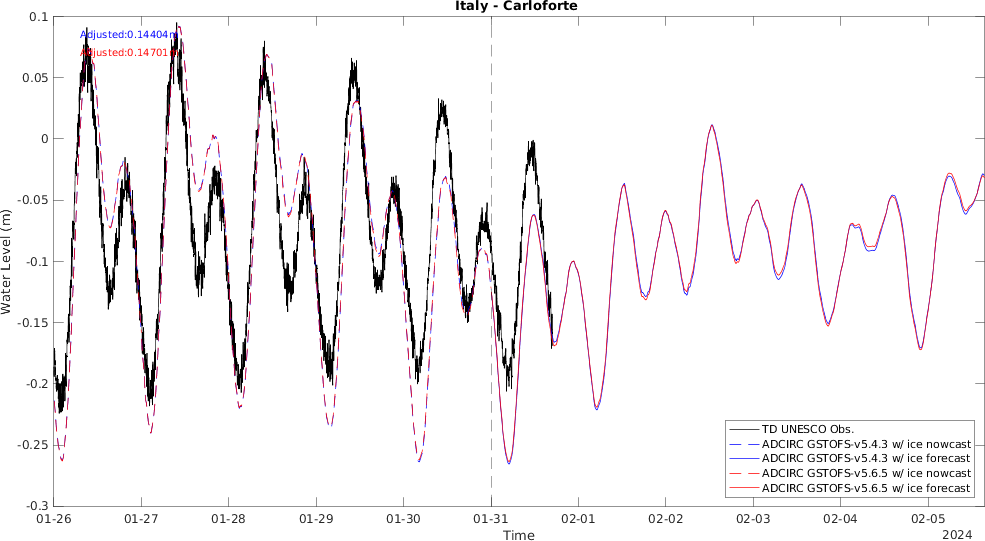 Italy - Carloforte
Adjusted:0.14404m
Adjusted:0.14701
Water Level (m)
0.1
0.05
0
-0.05
-0.1
-0.15
-0.2
-0.25
-0.3
01-26
01-27
01-28
01-29
01-30
01-31
02-01
02-02
02-03
02-04
02-05
Time
2024
TD UNESCO Obs.
ADCIRC GSTOFS-v5.4.3 w/ ice nowcast
ADCIRC GSTOFS-v5.4.3 w/ ice forecast
ADCIRC GSTOFS-v5.6.5 w/ ice nowcast
ADCIRC GSTOFS-v5.6.5 w/ ice forecast